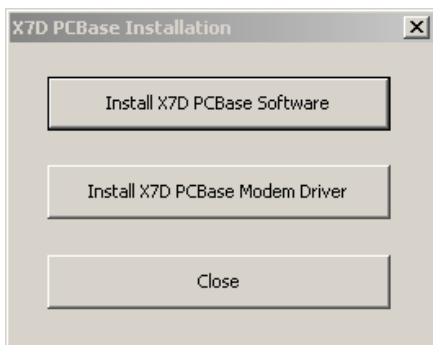 X7D PCBase Installation
Install X7D PCBase Software
Install X7D PCBase Modem Driver
Close